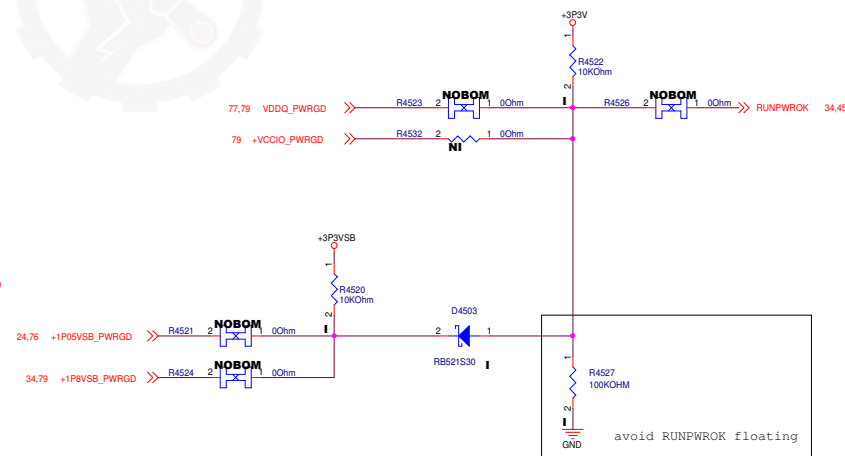 +3P3V
1
R4522
10KOhm
2
I
77,79 VDDQ_PWRGD R4523 2 NOBOM 1 0Ohm
R4526 2 NOBOM 1 0Ohm RUNPWROK 34,45
79 +VCCIO_PWRGD R4532 2 1 0Ohm
NI
+3P3VSB
1
R4520
10KOhm
2
I
24,76 +1P05VSB_PWRGD R4521 2 NOBOM 1 0Ohm
34,79 +1P8VSB_PWRGD R4524 2 NOBOM 1 0Ohm
D4503
2 1
RB521S30 I
1
R4527
100KOHM
2
I
GND
avoid RUNPWROK floating